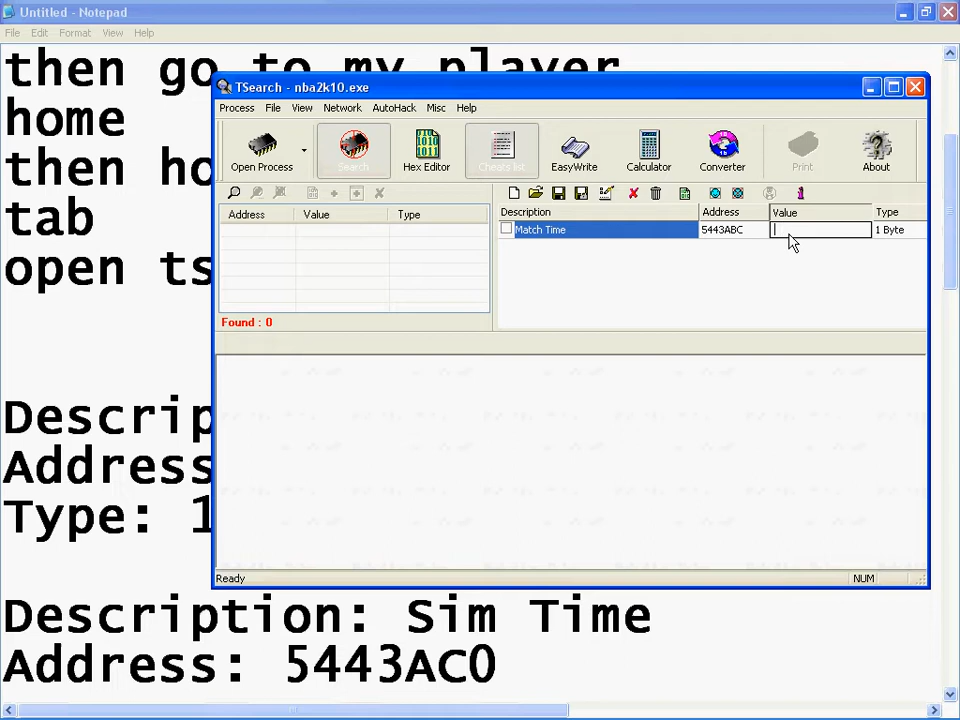 Untitled - Notepad
File Edit Format View Help
then go to my player
home
then ho
tab
open ts
Descrip
Address
Type: 1
Description: Sim Time
Address: 5443AC0
TSearch - nba2k10.exe
Process File View Network AutoHack Misc Help
Open Process Search Hex Editor Cheats list EasyWrite Calculator Converter Print About
Address Value Type
Found : 0
Description Address Value Type
Match Time 5443ABC 1 Byte
Ready NUM